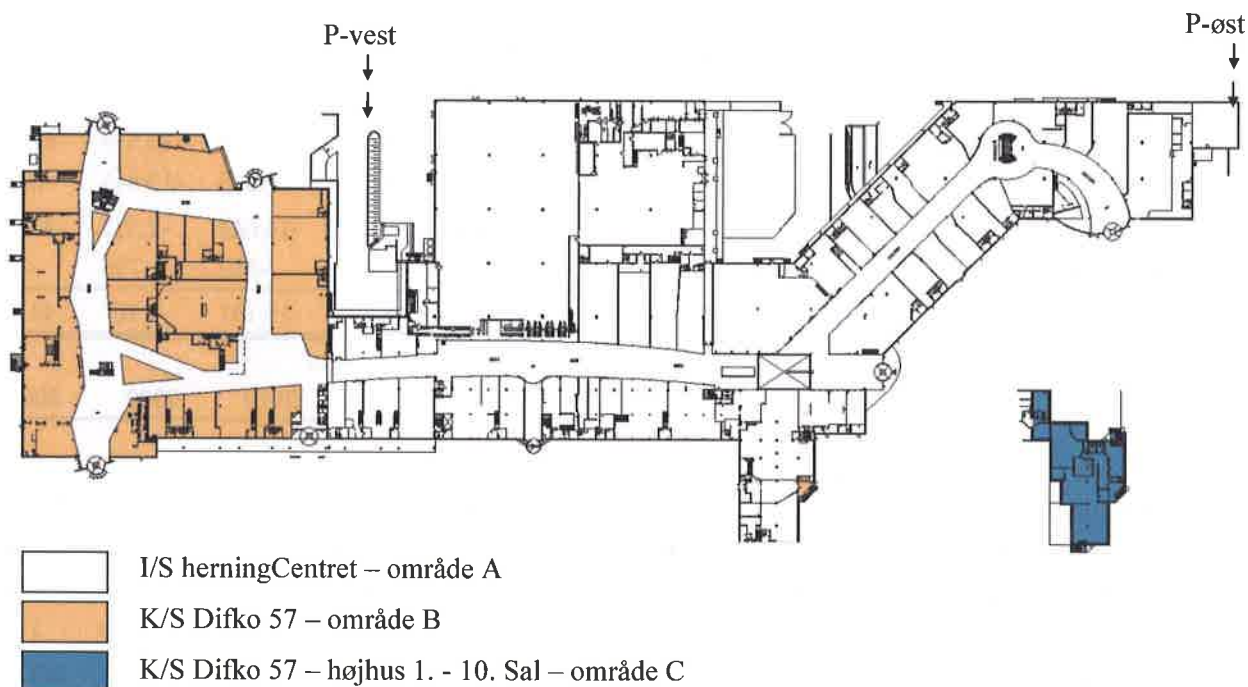 P-vest
P-øst
I/S herningCentret – område A
K/S Difko 57 – område B
K/S Difko 57 – højhus 1. - 10. Sal – område C